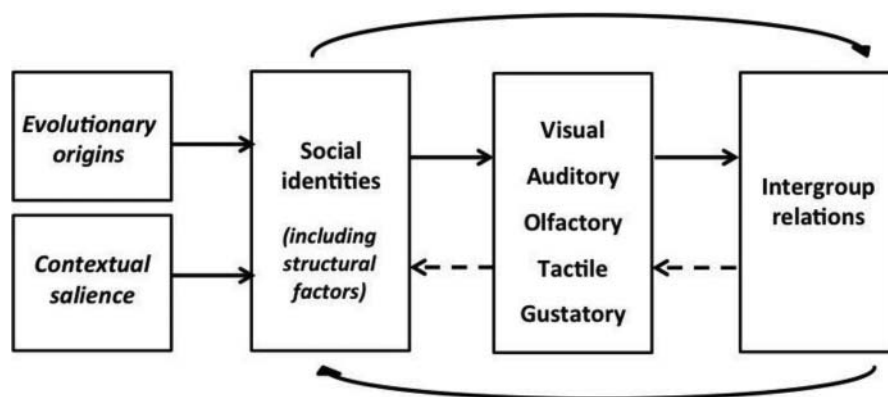 Evolutionary
origins
Contextual
salience
Social
identities
(including
structural
factors)
Visual
Auditory
Olfactory
Tactile
Gustatory
Intergroup
relations